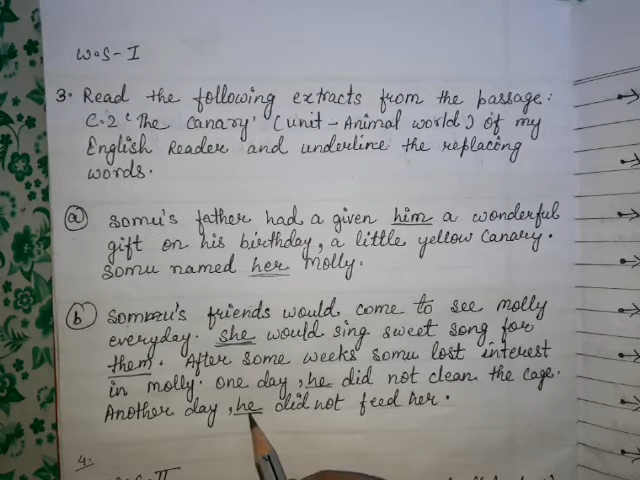 W.S-I
3. Read the following extracts from the passage:
C.2 'The Canary' (unit - Animal world) of my
English Reader and underline the replacing
words.
(a) Somu's father had a given him a wonderful
gift on his birthday, a little yellow Canary.
Somu named her Molly.
(b) Somu's friends would come to see Molly
everyday. She would sing sweet song for
them. After some weeks Somu lost interest
in Molly. One day, he did not clean the cage.
Another day, he did not feed her.
4.